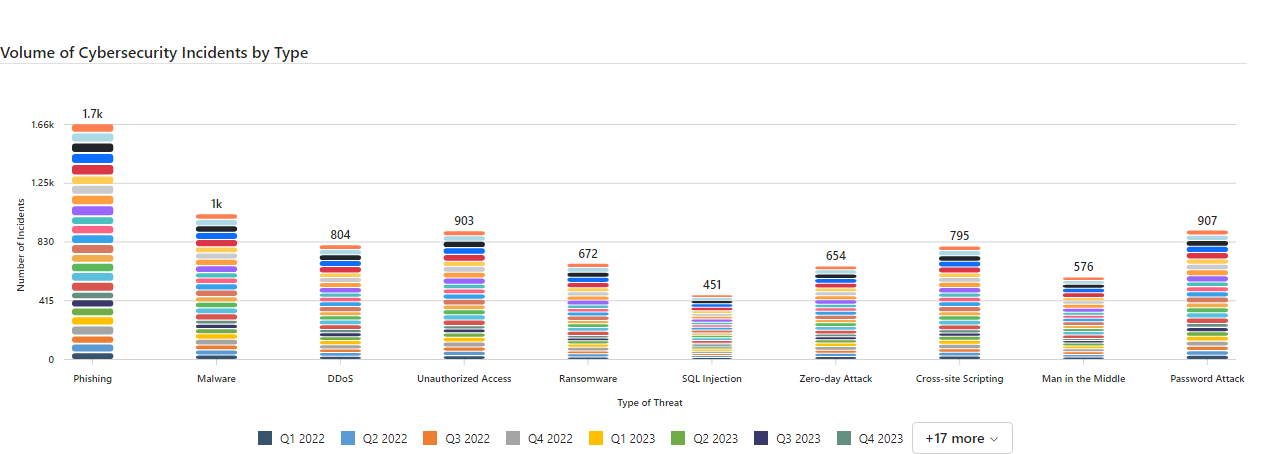 Volume of Cybersecurity Incidents by Type
1.7k
1.66k
1k
1.25k
903
907
804
795
830
672
654
576
451
415
0
Number of Incidents
Phishing Malware DDoS Unauthorized Access Ransomware SQL Injection Zero-day Attack Cross-site Scripting Man in the Middle Password Attack
Type of Threat
Q1 2022 Q2 2022 Q3 2022 Q4 2022 Q1 2023 Q2 2023 Q3 2023 Q4 2023 +17 more